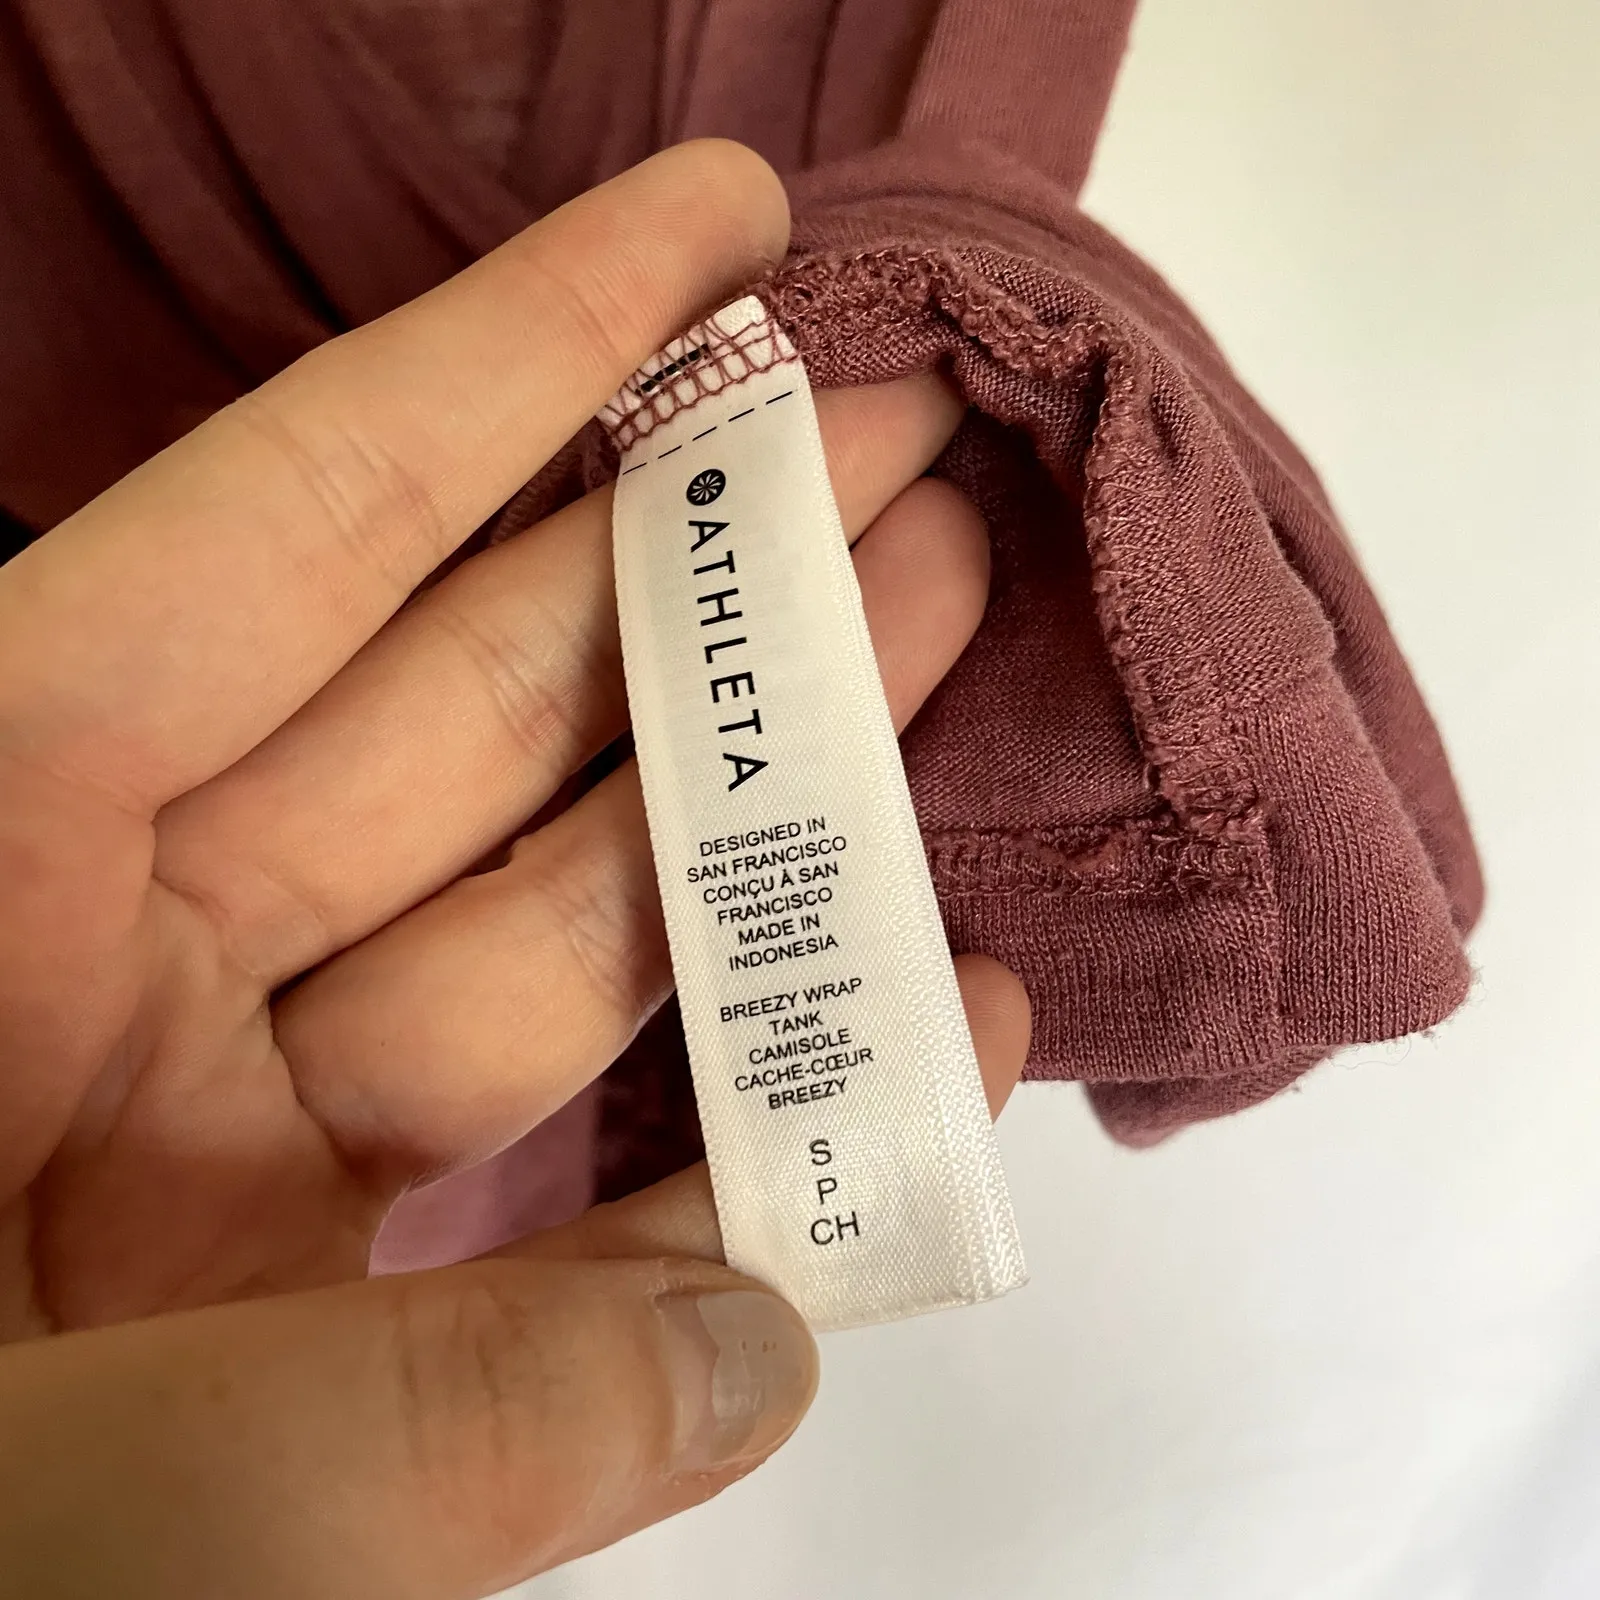 ATHLETA
DESIGNED IN
SAN FRANCISCO
CONÇU À SAN
FRANCISCO
MADE IN
INDONESIA
BREEZY WRAP
TANK
CAMISOLE
CACHE-CŒUR
BREEZY
S
P
CH